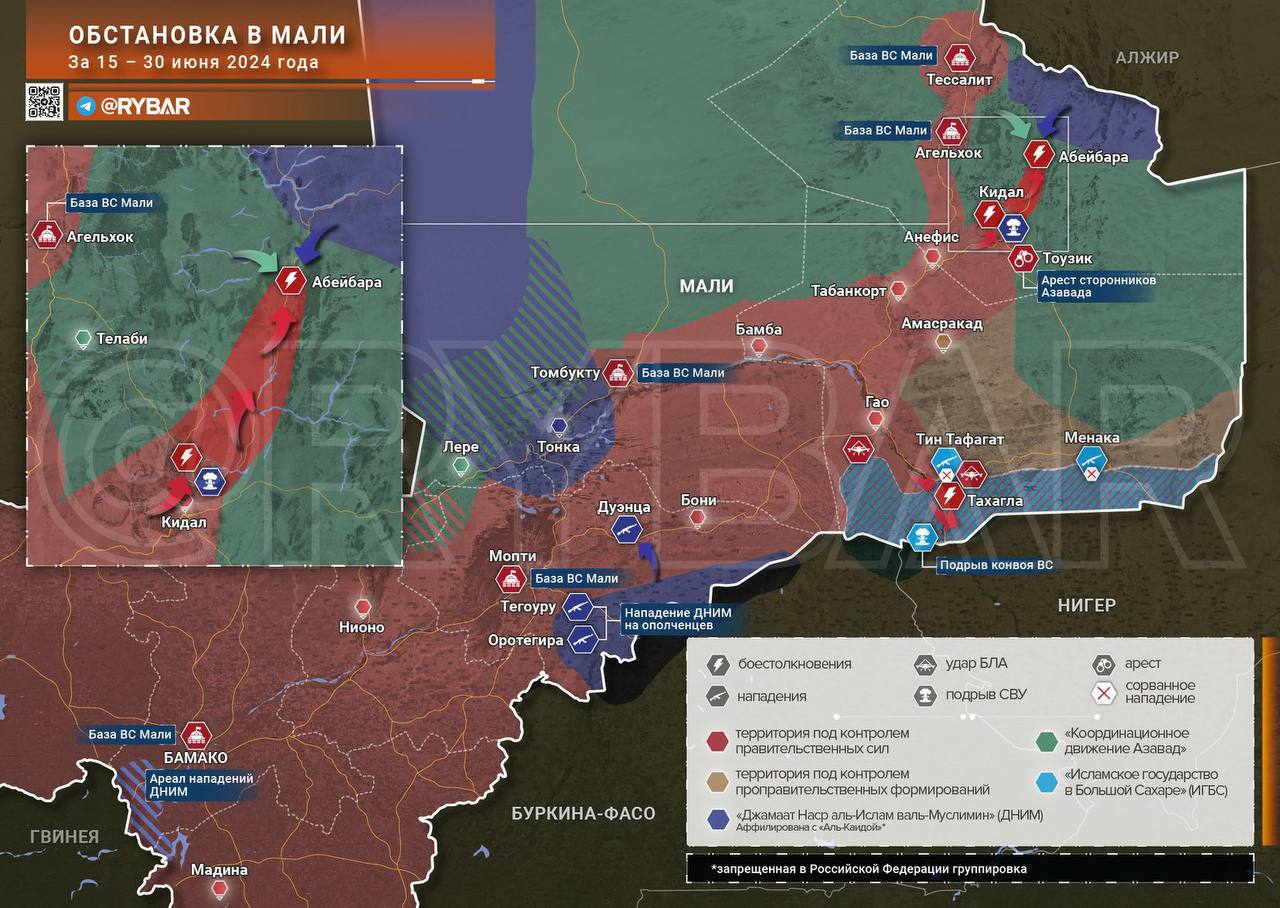 ОБСТАНОВКА В МАЛИ
За 15 – 30 июня 2024 года
@RYBAR
База ВС Мали
Агельхок
Абейбара
Телаби
Кидал
База ВС Мали
Тессалит
АЛЖИР
База ВС Мали
Агельхок
Абейбара
Кидал
Анефис
Тоузик
Арест сторонников
Азавада
МАЛИ
Табанкорт
Бамба
Амасракад
Томбукту
База ВС Мали
Гао
Тонка
Лере
Тин Тафагат
Менака
Тахагла
Дуэнца
Бони
Подрыв конвоя ВС
Мопти
База ВС Мали
Тегоуру
Нападение ДНИМ
на ополченцев
Оротегира
Нионо
НИГЕР
База ВС Мали
БАМАКО
Ареал нападений
ДНИМ
БУРКИНА-ФАСО
ГВИНЕЯ
Мадина
боестолкновения
удар БЛА
арест
нападения
подрыв СВУ
сорванное
нападение
территория под контролем
правительственных сил
«Координационное
движение Азавад»
территория под контролем
проправительственных формирований
«Исламское государство
в Большой Сахаре» (ИГБС)
«Джамаат Наср аль-Ислам валь-Муслимин» (ДНИМ)
Аффилирована с «Аль-Каидой»*
*запрещенная в Российской Федерации группировка
@RYBAR